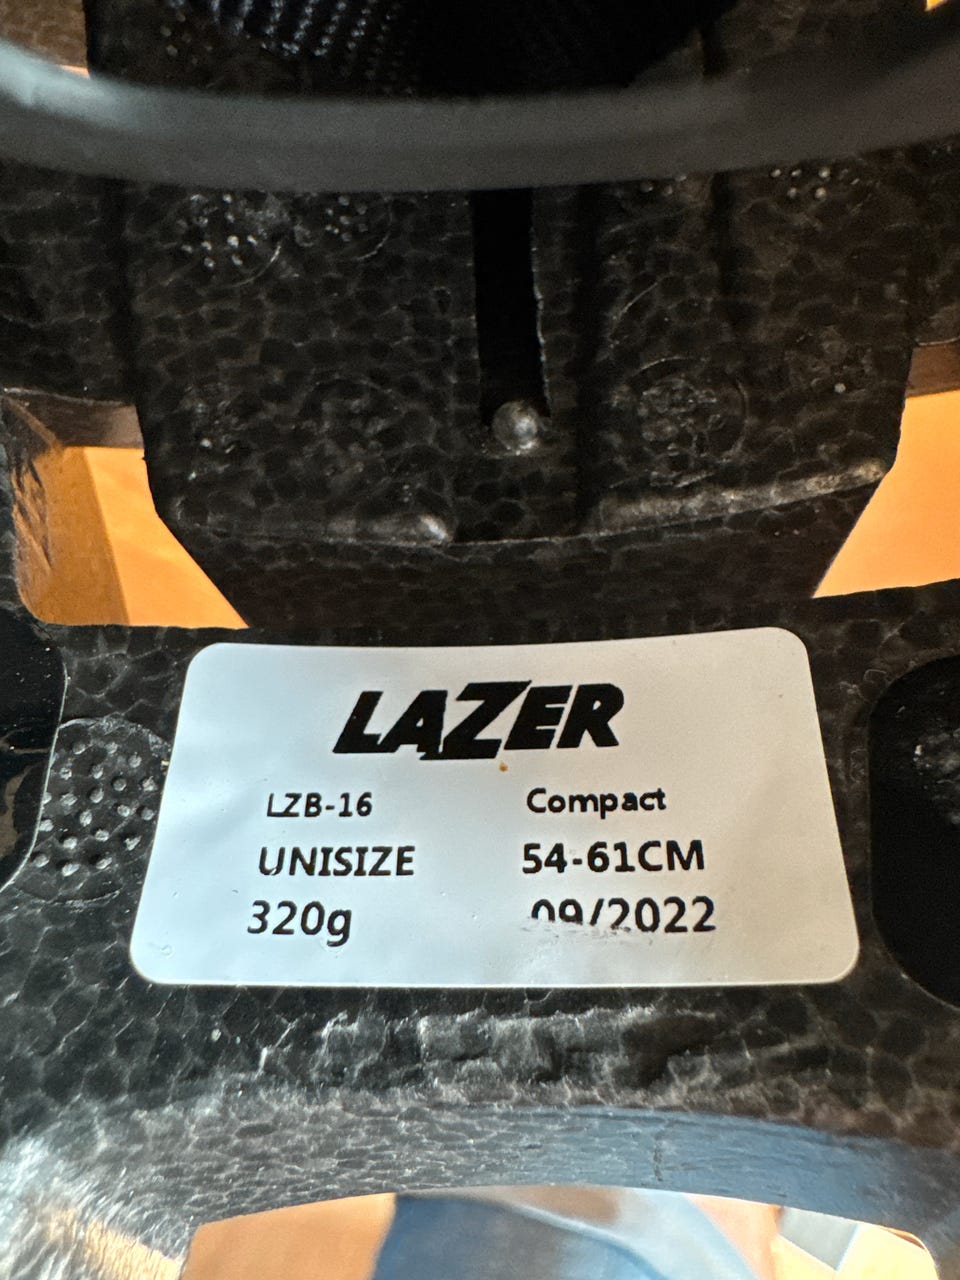 LAZER
LZB-16 Compact
UNISIZE 54-61CM
320g 09/2022